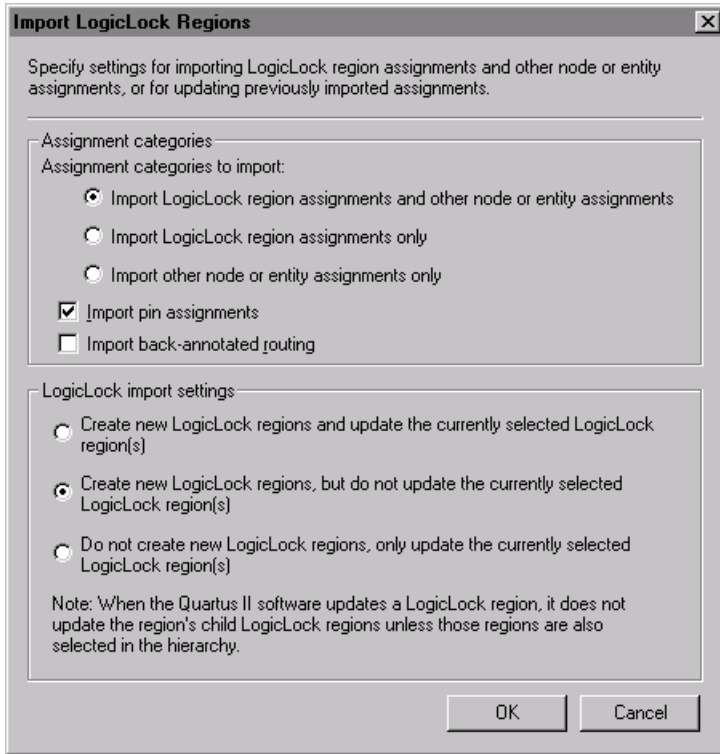 Import LogicLock Regions
Specify settings for importing LogicLock region assignments and other node or entity
assignments, or for updating previously imported assignments.
Assignment categories
Assignment categories to import:
Import LogicLock region assignments and other node or entity assignments
Import LogicLock region assignments only
Import other node or entity assignments only
Import pin assignments
Import back-annotated routing
LogicLock import settings
Create new LogicLock regions and update the currently selected LogicLock
region(s)
Create new LogicLock regions, but do not update the currently selected
LogicLock region(s)
Do not create new LogicLock regions, only update the currently selected
LogicLock region(s)
Note: When the Quartus II software updates a LogicLock region, it does not
update the region's child LogicLock regions unless those regions are also
selected in the hierarchy.
OK
Cancel